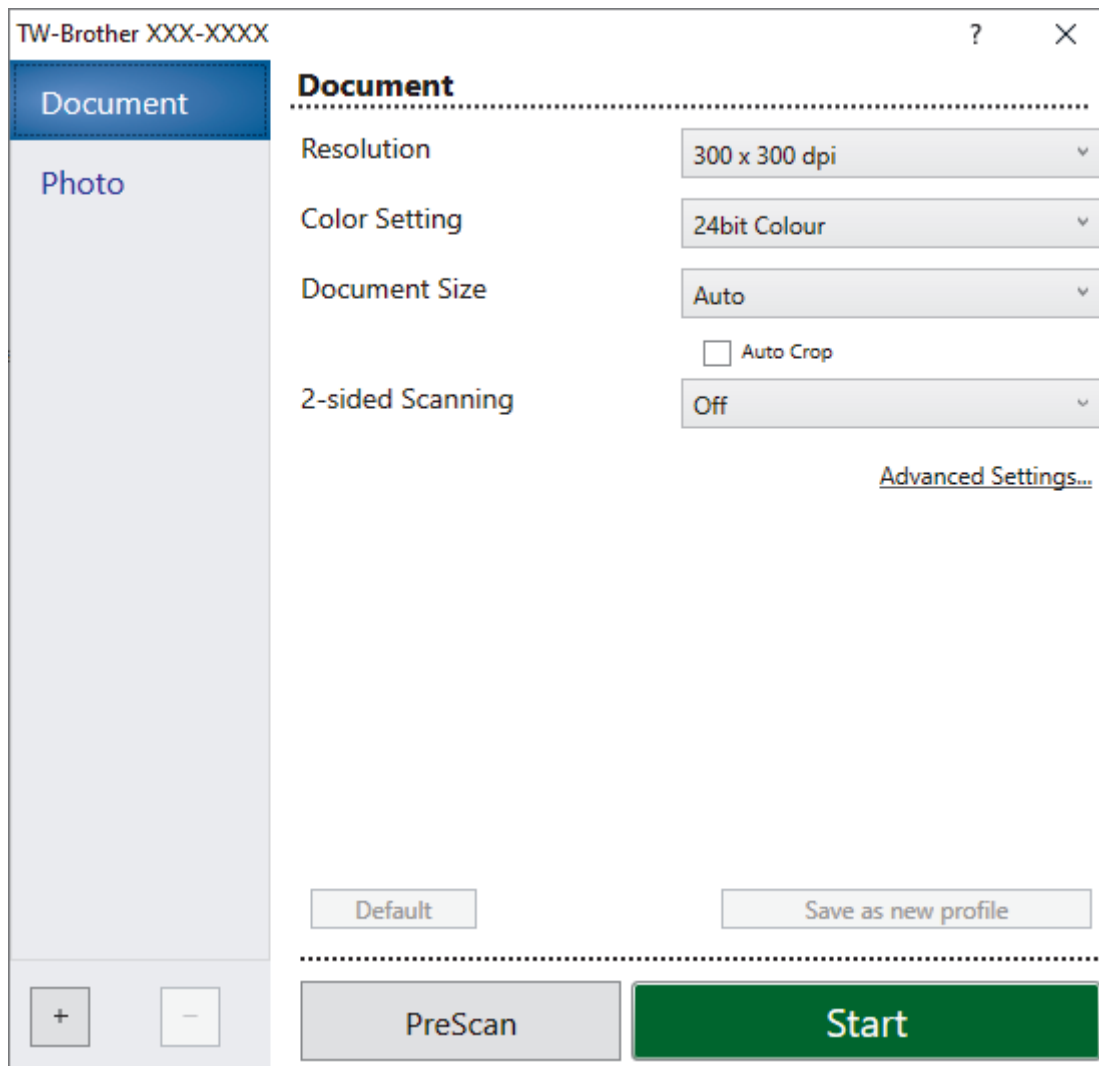 TW-Brother XXX-XXXX ?
Document
Photo
Document
Resolution 300 x 300 dpi
Color Setting 24bit Colour
Document Size Auto
Auto Crop
2-sided Scanning Off
Advanced Settings...
Default Save as new profile
+ −
PreScan Start